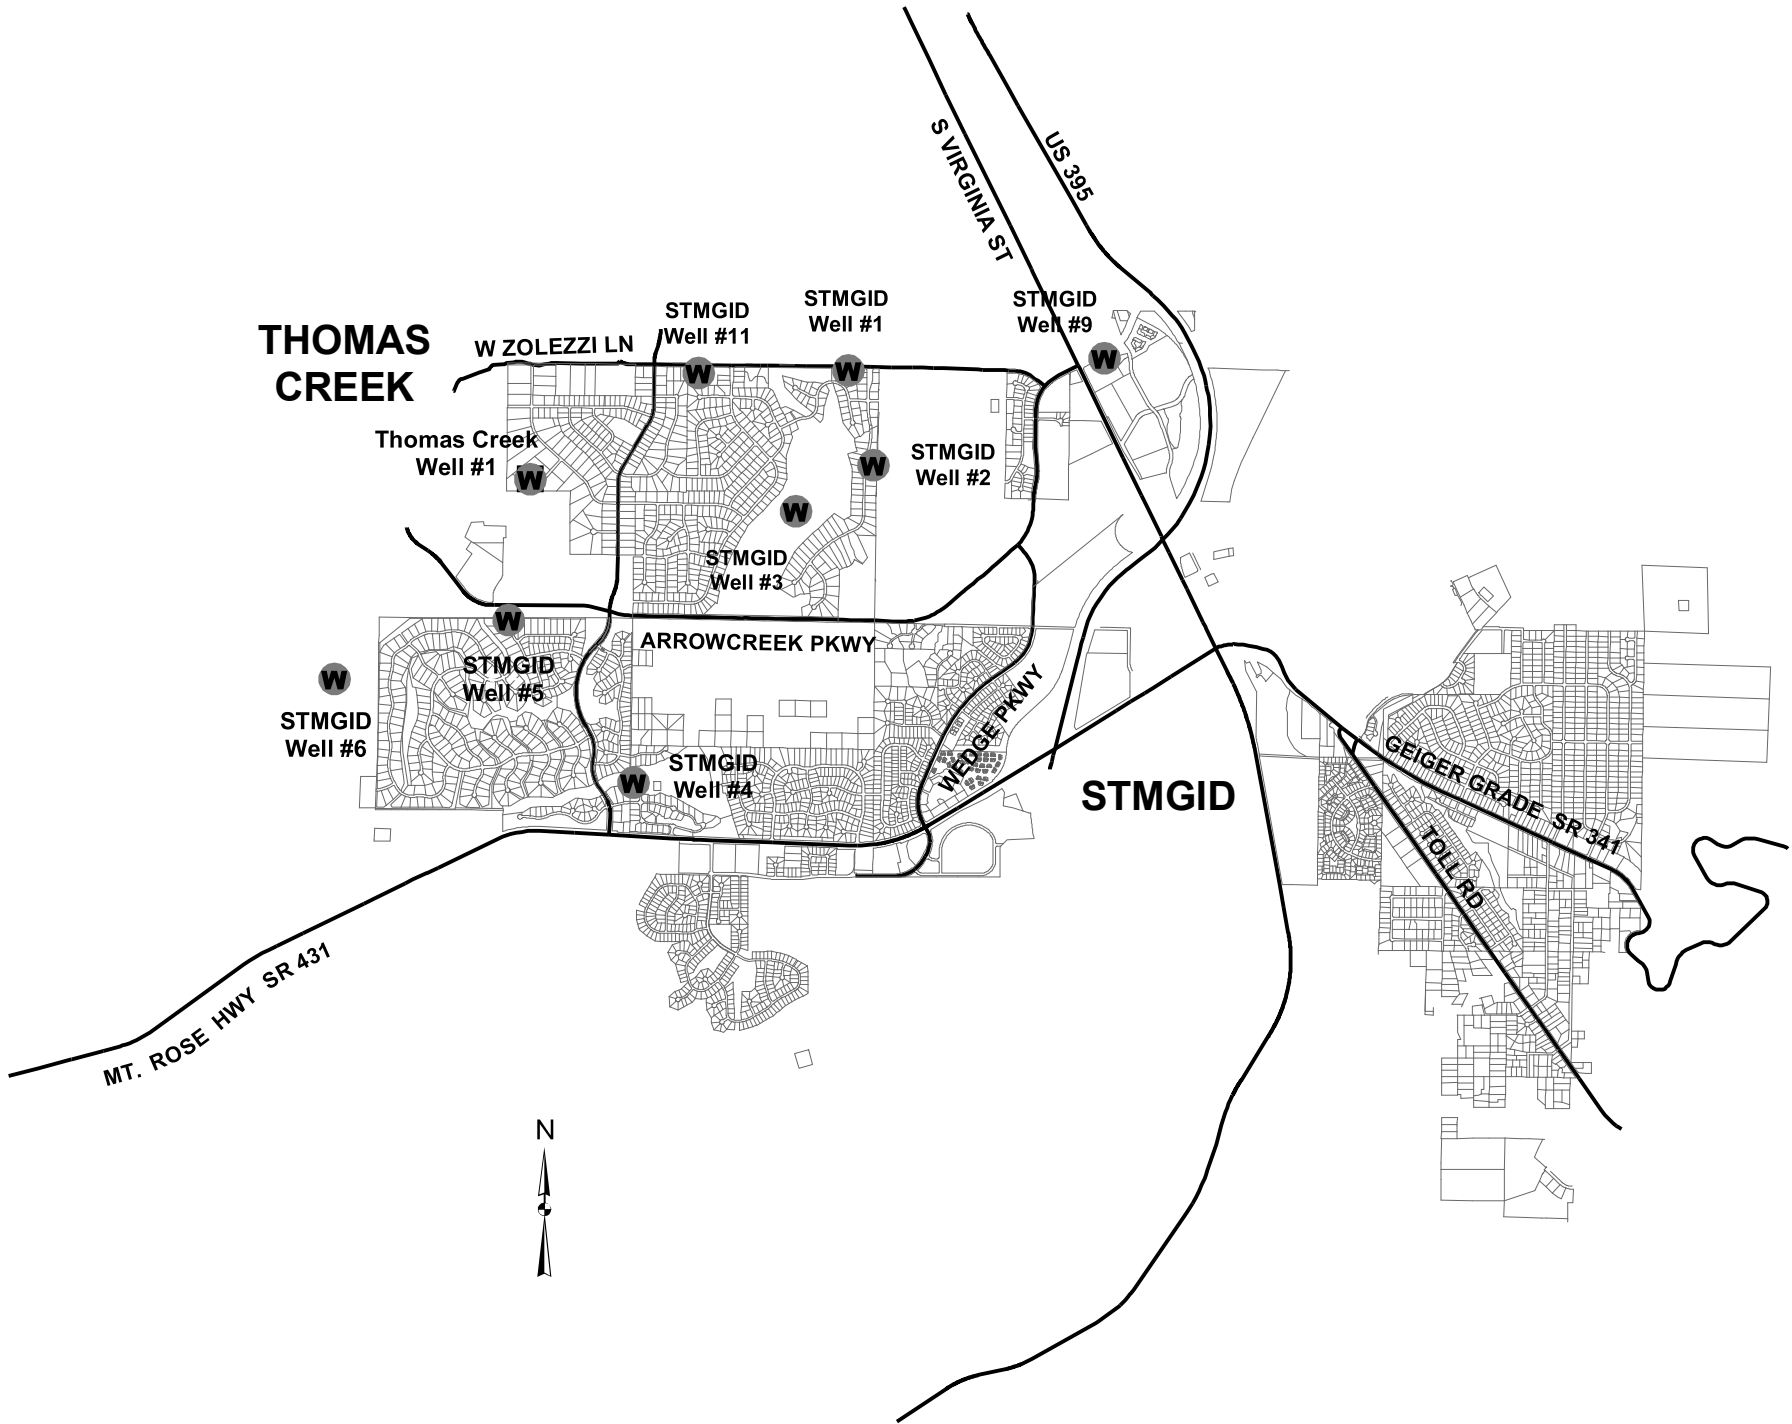 S VIRGINIA ST
US 395
STMGID
Well #9
STMGID
Well #1
STMGID
Well #11
THOMAS
CREEK
W ZOLEZZI LN
W
W
W
Thomas Creek
Well #1
W
STMGID
Well #2
W
W
STMGID
Well #3
W
ARROWCREEK PKWY
STMGID
Well #5
W
STMGID
Well #6
STMGID
Well #4
W
WEDGE PKWY
STMGID
GEIGER GRADE SR 341
TOLL RD
MT. ROSE HWY SR 431
N